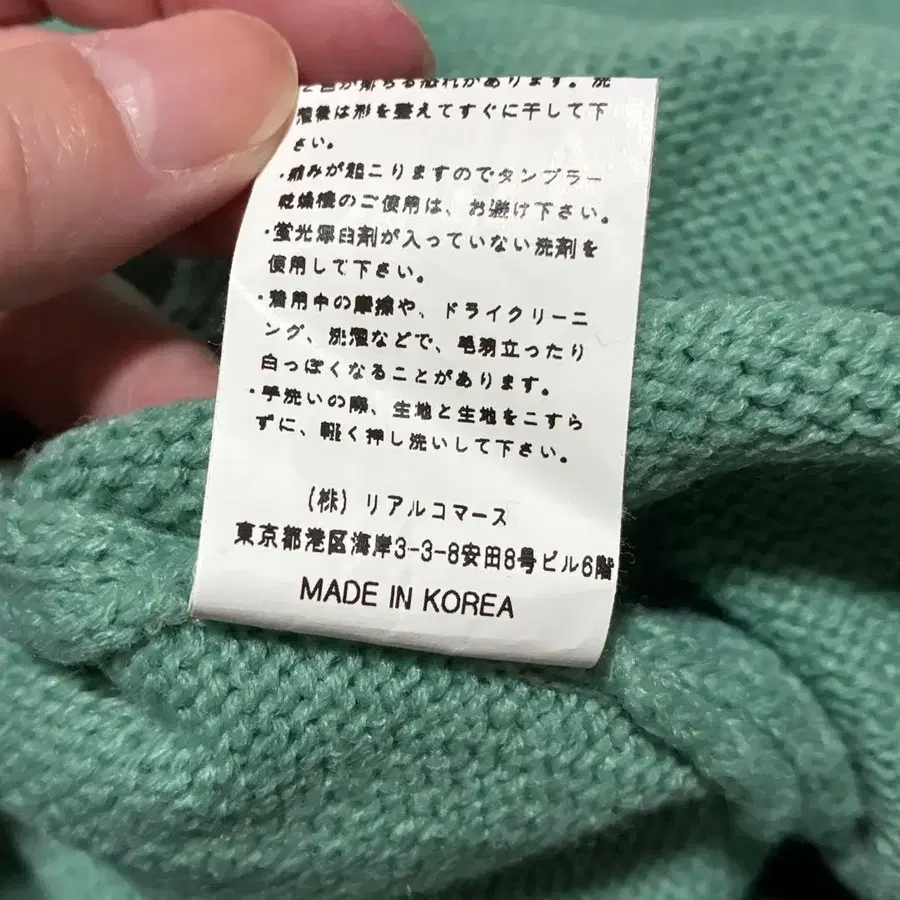 と色が落ちる恐れがあります。洗
濯後は形を整えてすぐに干して下
さい。
・縮みが起こりますのでタンブラー
乾燥機のご使用は、お避け下さい。
・蛍光漂白剤が入っていない洗剤を
使用して下さい。
・着用中の摩擦や、ドライクリーニ
ング、洗濯などで、毛羽立ったり
白っぽくなることがあります。
・手洗いの際、生地と生地をこすら
ずに、軽く押し洗いして下さい。
(株) リアルコマース
東京都港区海岸3-3-8安田8号ビル6階
MADE IN KOREA